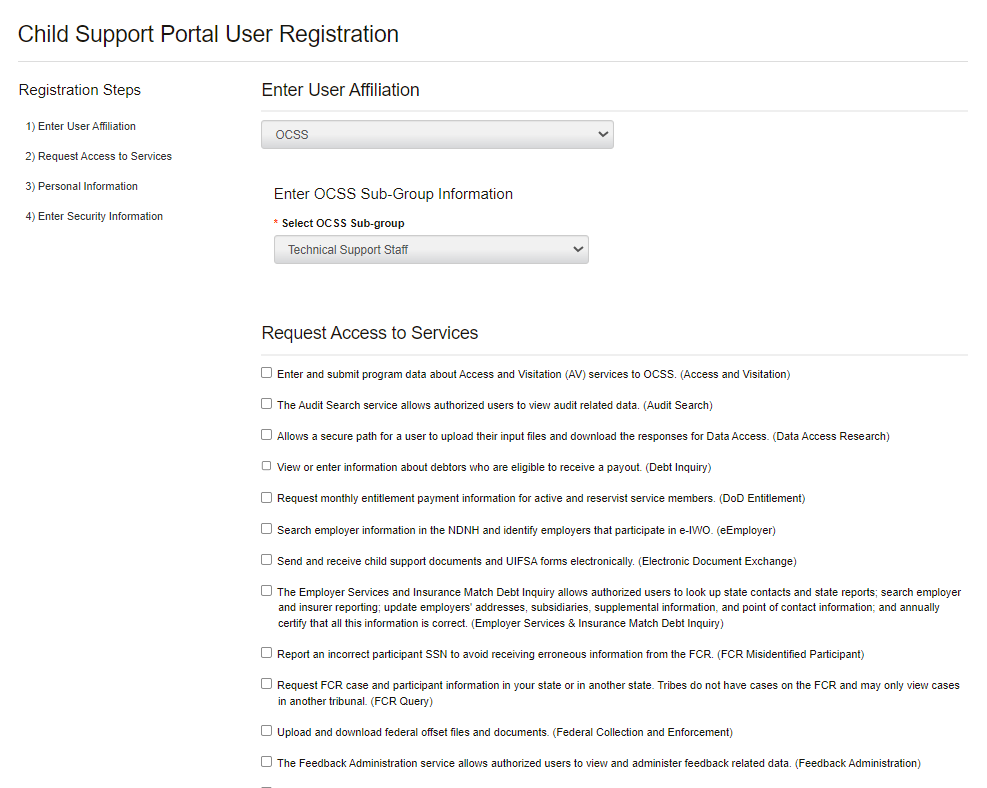 Child Support Portal User Registration
Registration Steps
1) Enter User Affiliation
2) Request Access to Services
3) Personal Information
4) Enter Security Information
Enter User Affiliation
OCSS
Enter OCSS Sub-Group Information
* Select OCSS Sub-group
Technical Support Staff
Request Access to Services
Enter and submit program data about Access and Visitation (AV) services to OCSS. (Access and Visitation)
The Audit Search service allows authorized users to view audit related data. (Audit Search)
Allows a secure path for a user to upload their input files and download the responses for Data Access. (Data Access Research)
View or enter information about debtors who are eligible to receive a payout. (Debt Inquiry)
Request monthly entitlement payment information for active and reservist service members. (DoD Entitlement)
Search employer information in the NDNH and identify employers that participate in e-IWO. (eEmployer)
Send and receive child support documents and UIFSA forms electronically. (Electronic Document Exchange)
The Employer Services and Insurance Match Debt Inquiry allows authorized users to look up state contacts and state reports; search employer
and insurer reporting; update employers' addresses, subsidiaries, supplemental information, and point of contact information; and annually
certify that all this information is correct. (Employer Services & Insurance Match Debt Inquiry)
Report an incorrect participant SSN to avoid receiving erroneous information from the FCR. (FCR Misidentified Participant)
Request FCR case and participant information in your state or in another state. Tribes do not have cases on the FCR and may only view cases
in another tribunal. (FCR Query)
Upload and download federal offset files and documents. (Federal Collection and Enforcement)
The Feedback Administration service allows authorized users to view and administer feedback related data. (Feedback Administration)